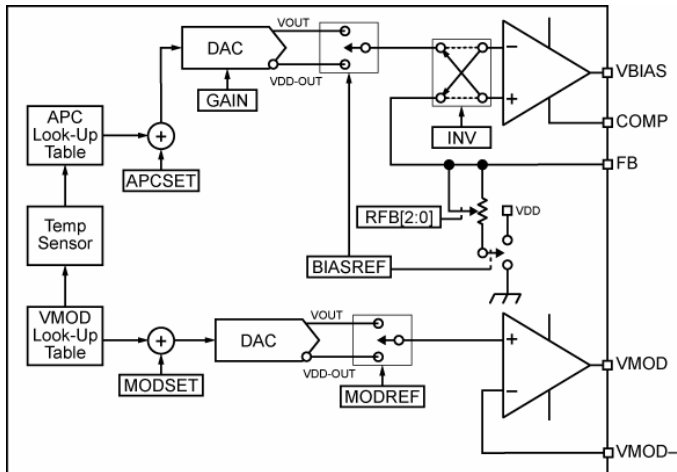 VOUT
DAC
VDD-OUT
GAIN
APC
Look-Up
Table
+
APCSET
INV
−
+
VBIAS
COMP
FB
RFB[2:0]
VDD
Temp
Sensor
BIASREF
VMOD
Look-Up
Table
+
MODSET
VOUT
DAC
VDD-OUT
MODREF
+
−
VMOD
VMOD–